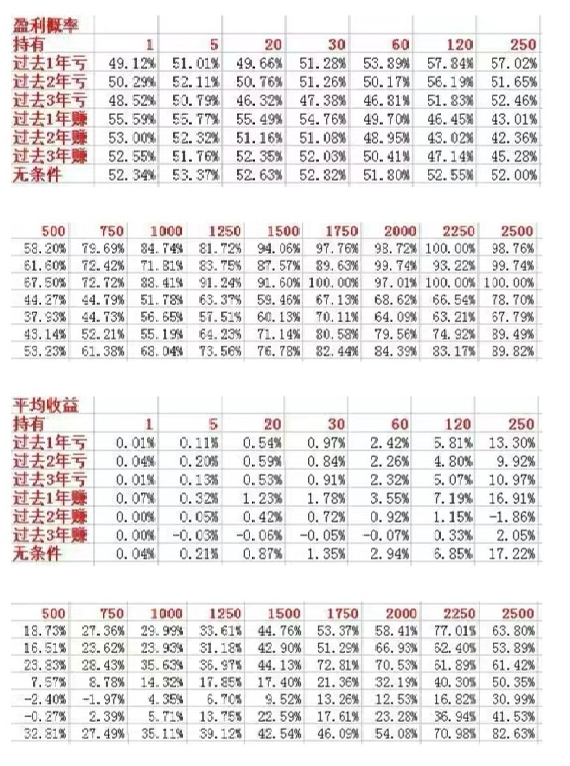 盈利概率
持有 1 5 20 30 60 120 250
过去1年亏 49.12% 51.01% 49.66% 51.28% 53.89% 57.84% 57.02%
过去2年亏 50.29% 52.11% 50.76% 51.26% 50.17% 56.19% 51.65%
过去3年亏 48.52% 50.79% 46.32% 47.38% 46.81% 51.83% 52.46%
过去1年赚 55.59% 55.77% 55.49% 54.76% 49.70% 46.45% 43.01%
过去2年赚 53.00% 52.32% 51.16% 51.08% 48.95% 43.02% 42.36%
过去3年赚 52.55% 51.76% 52.35% 52.03% 50.41% 47.14% 45.28%
无条件 52.34% 53.37% 52.63% 52.82% 51.80% 52.55% 52.00%
500 750 1000 1250 1500 1750 2000 2250 2500
58.20% 79.69% 84.74% 81.72% 94.06% 97.76% 98.72% 100.00% 98.76%
61.60% 72.42% 71.81% 83.75% 87.57% 89.63% 99.74% 93.22% 99.74%
67.50% 72.72% 88.41% 91.24% 91.60% 100.00% 97.01% 100.00% 100.00%
44.27% 44.79% 51.78% 63.37% 59.46% 67.13% 68.62% 66.54% 78.70%
37.93% 44.73% 56.65% 57.51% 60.13% 70.11% 64.09% 63.21% 67.79%
43.14% 52.21% 55.19% 64.23% 71.14% 80.58% 79.56% 74.92% 89.49%
53.23% 61.38% 68.04% 73.56% 76.78% 82.44% 84.39% 83.17% 89.82%
平均收益
持有 1 5 20 30 60 120 250
过去1年亏 0.01% 0.11% 0.54% 0.97% 2.42% 5.81% 13.30%
过去2年亏 0.04% 0.20% 0.59% 0.84% 2.26% 4.80% 9.92%
过去3年亏 0.01% 0.13% 0.53% 0.91% 2.32% 5.07% 10.97%
过去1年赚 0.07% 0.32% 1.23% 1.78% 3.55% 7.19% 16.91%
过去2年赚 0.00% 0.05% 0.42% 0.72% 0.92% 1.15% -1.86%
过去3年赚 0.00% -0.03% -0.06% -0.05% -0.07% 0.33% 2.05%
无条件 0.04% 0.21% 0.87% 1.35% 2.94% 6.85% 17.22%
500 750 1000 1250 1500 1750 2000 2250 2500
18.73% 27.36% 29.99% 33.61% 44.76% 53.37% 58.41% 77.01% 63.80%
16.51% 23.62% 23.93% 31.18% 42.90% 51.29% 66.93% 62.40% 53.89%
23.83% 28.43% 35.63% 36.97% 44.13% 72.81% 70.53% 61.89% 61.42%
7.57% 8.78% 14.32% 17.85% 17.40% 21.36% 32.19% 40.30% 50.35%
-2.40% -1.97% 4.35% 6.70% 9.52% 13.26% 12.53% 16.82% 30.99%
-0.27% 2.39% 5.71% 13.75% 22.59% 17.61% 23.28% 36.94% 41.53%
32.81% 27.49% 35.11% 39.12% 42.54% 46.09% 54.08% 70.98% 82.63%